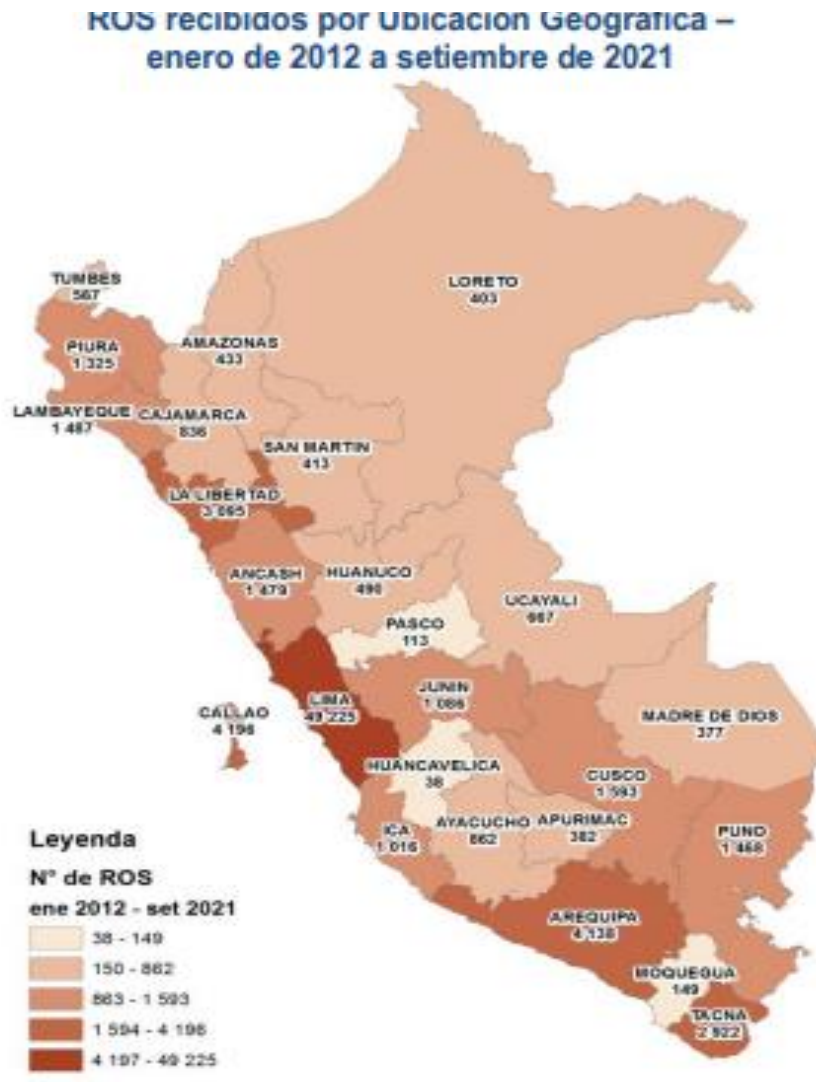 ROS recibidos por Ubicación Geográfica –
enero de 2012 a setiembre de 2021
LORETO
403
TUMBES
567
AMAZONAS
433
PIURA
1 325
LAMBAYEQUE
1 487
CAJAMARCA
836
SAN MARTIN
413
LA LIBERTAD
3 095
ANCASH
1 479
HUANUCO
490
UCAYALI
667
PASCO
113
JUNIN
1 086
LIMA
49 225
CALLAO
4 196
MADRE DE DIOS
377
HUANCAVELICA
38
CUSCO
1 593
ICA
1 016
AYACUCHO
862
APURIMAC
382
PUNO
1 468
AREQUIPA
4 138
MOQUEGUA
149
TACNA
2 922
Leyenda
N° de ROS
ene 2012 - set 2021
38 - 149
150 - 862
863 - 1 593
1 594 - 4 196
4 197 - 49 225